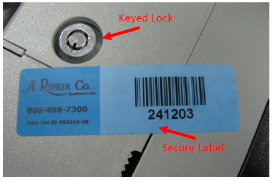 Keyed Lock
A. RIFKIN CO.
800-458-7300
241203
Secure Label